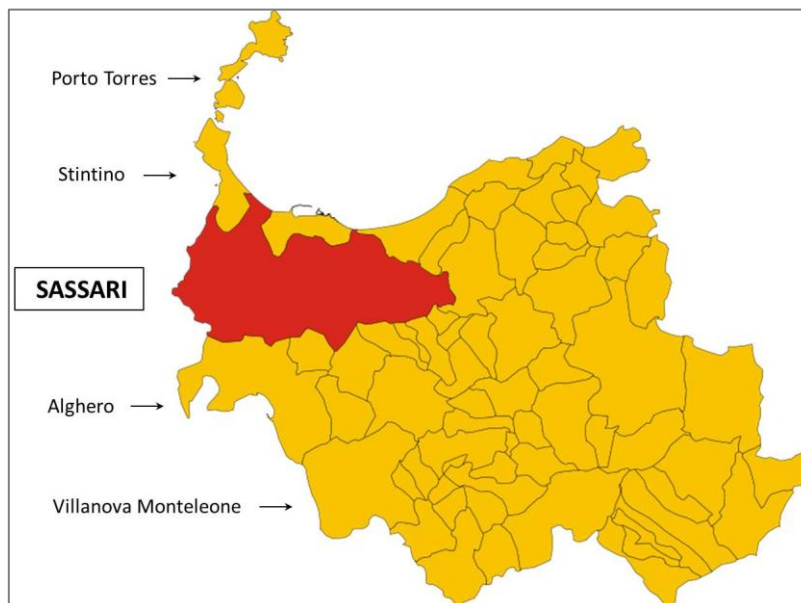 Porto Torres
Stintino
SASSARI
Alghero
Villanova Monteleone